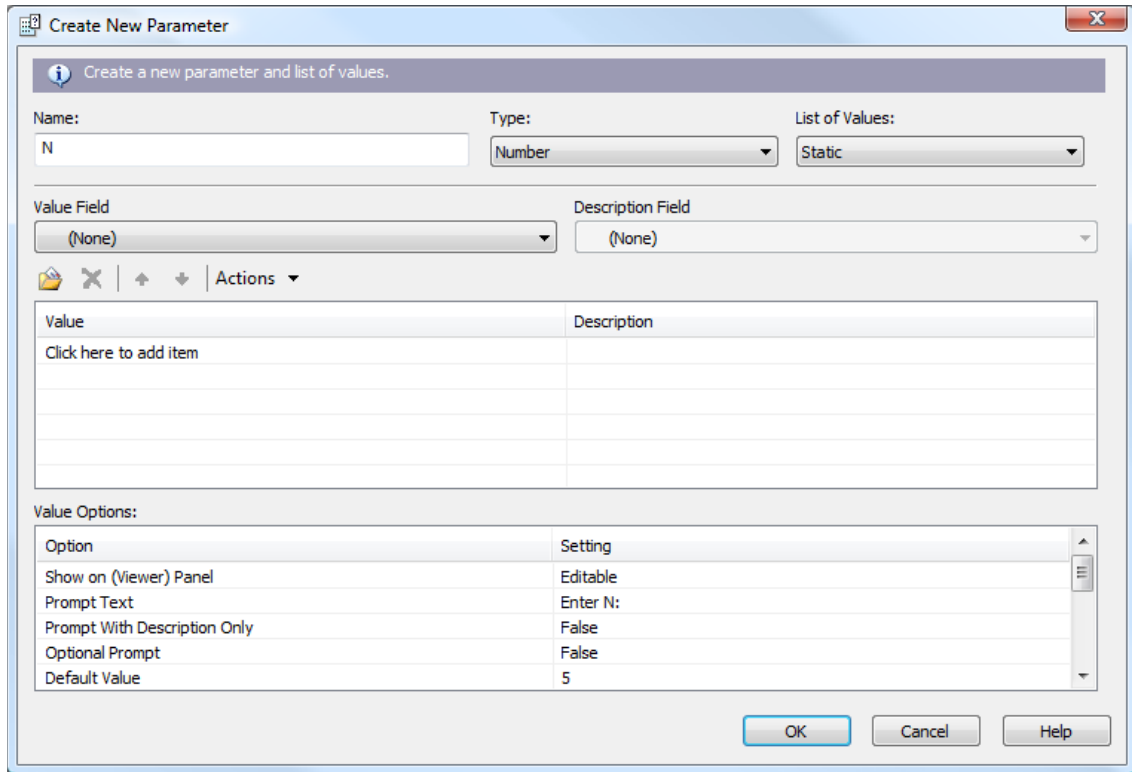 Create New Parameter
Create a new parameter and list of values.
Name: Type: List of Values:
N Number Static
Value Field Description Field
(None) (None)
Actions
Value Description
Click here to add item
Value Options:
Option Setting
Show on (Viewer) Panel Editable
Prompt Text Enter N:
Prompt With Description Only False
Optional Prompt False
Default Value 5
OK Cancel Help